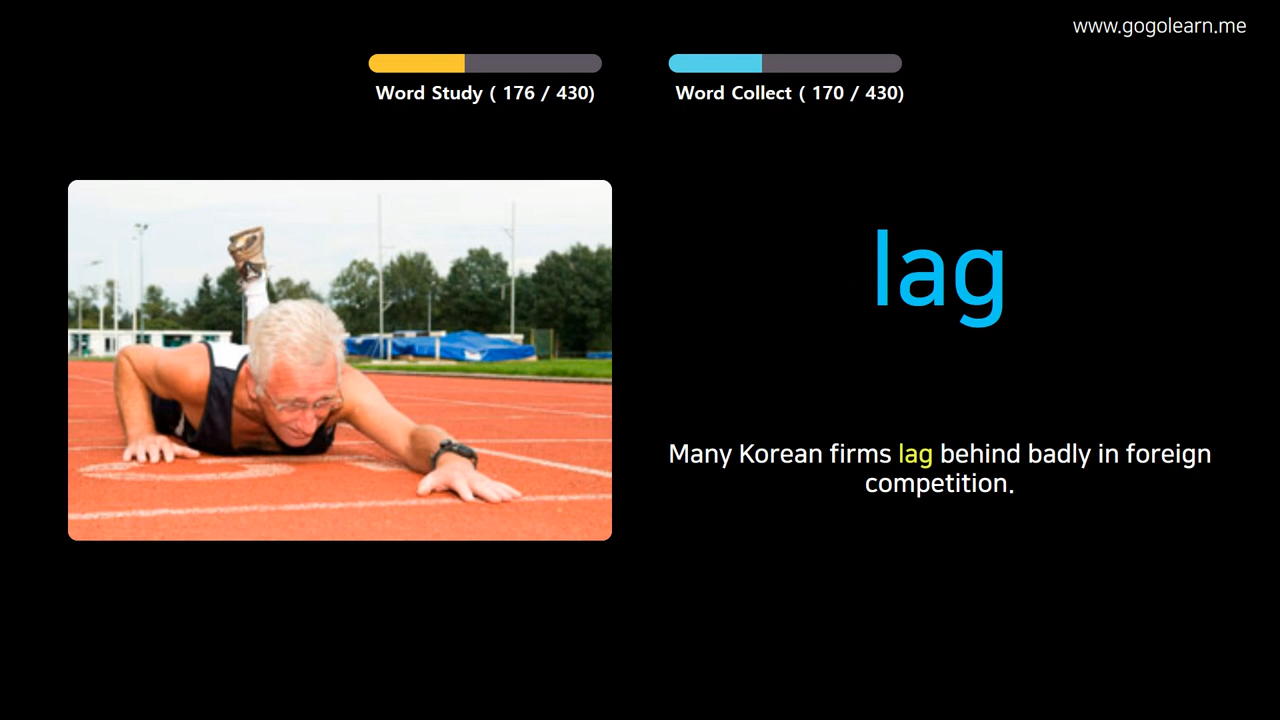 www.gogolearn.me
Word Study ( 176 / 430)
Word Collect ( 170 / 430)
lag
Many Korean firms lag behind badly in foreign
competition.